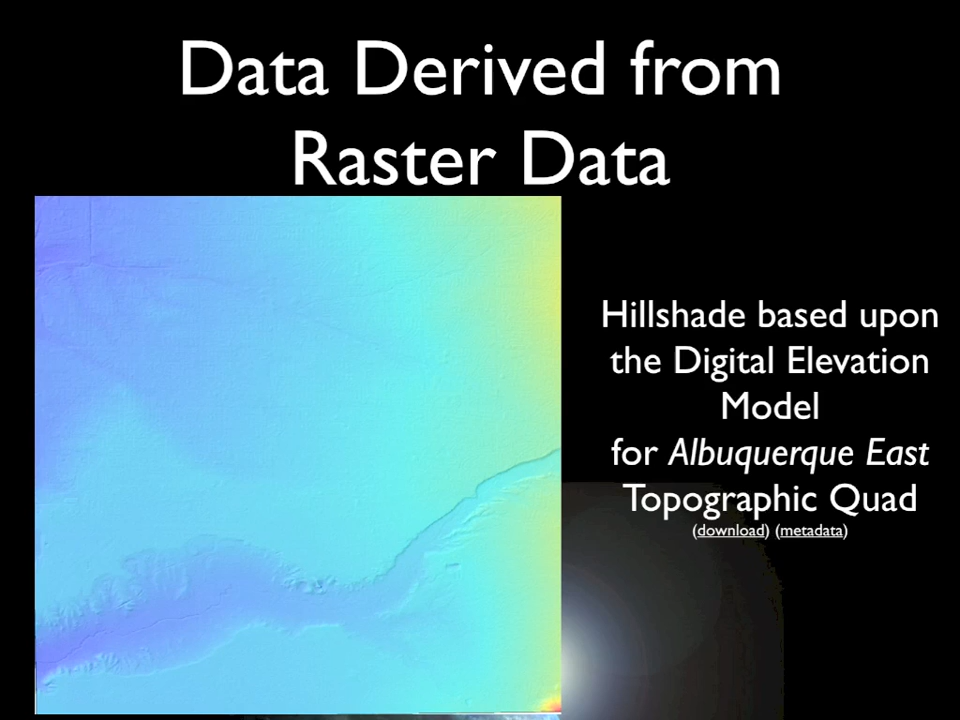 Data Derived from
Raster Data
Hillshade based upon
the Digital Elevation
Model
for Albuquerque East
Topographic Quad
(download) (metadata)